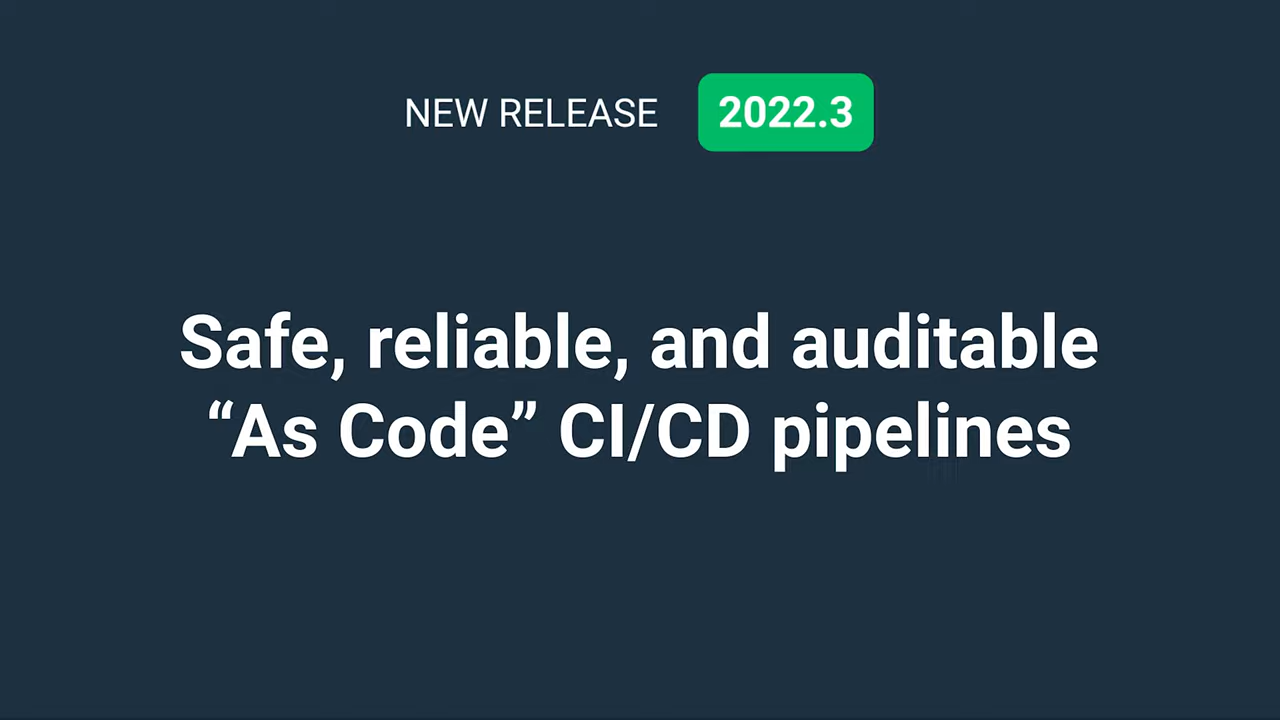 NEW RELEASE 2022.3
Safe, reliable, and auditable
“As Code” CI/CD pipelines